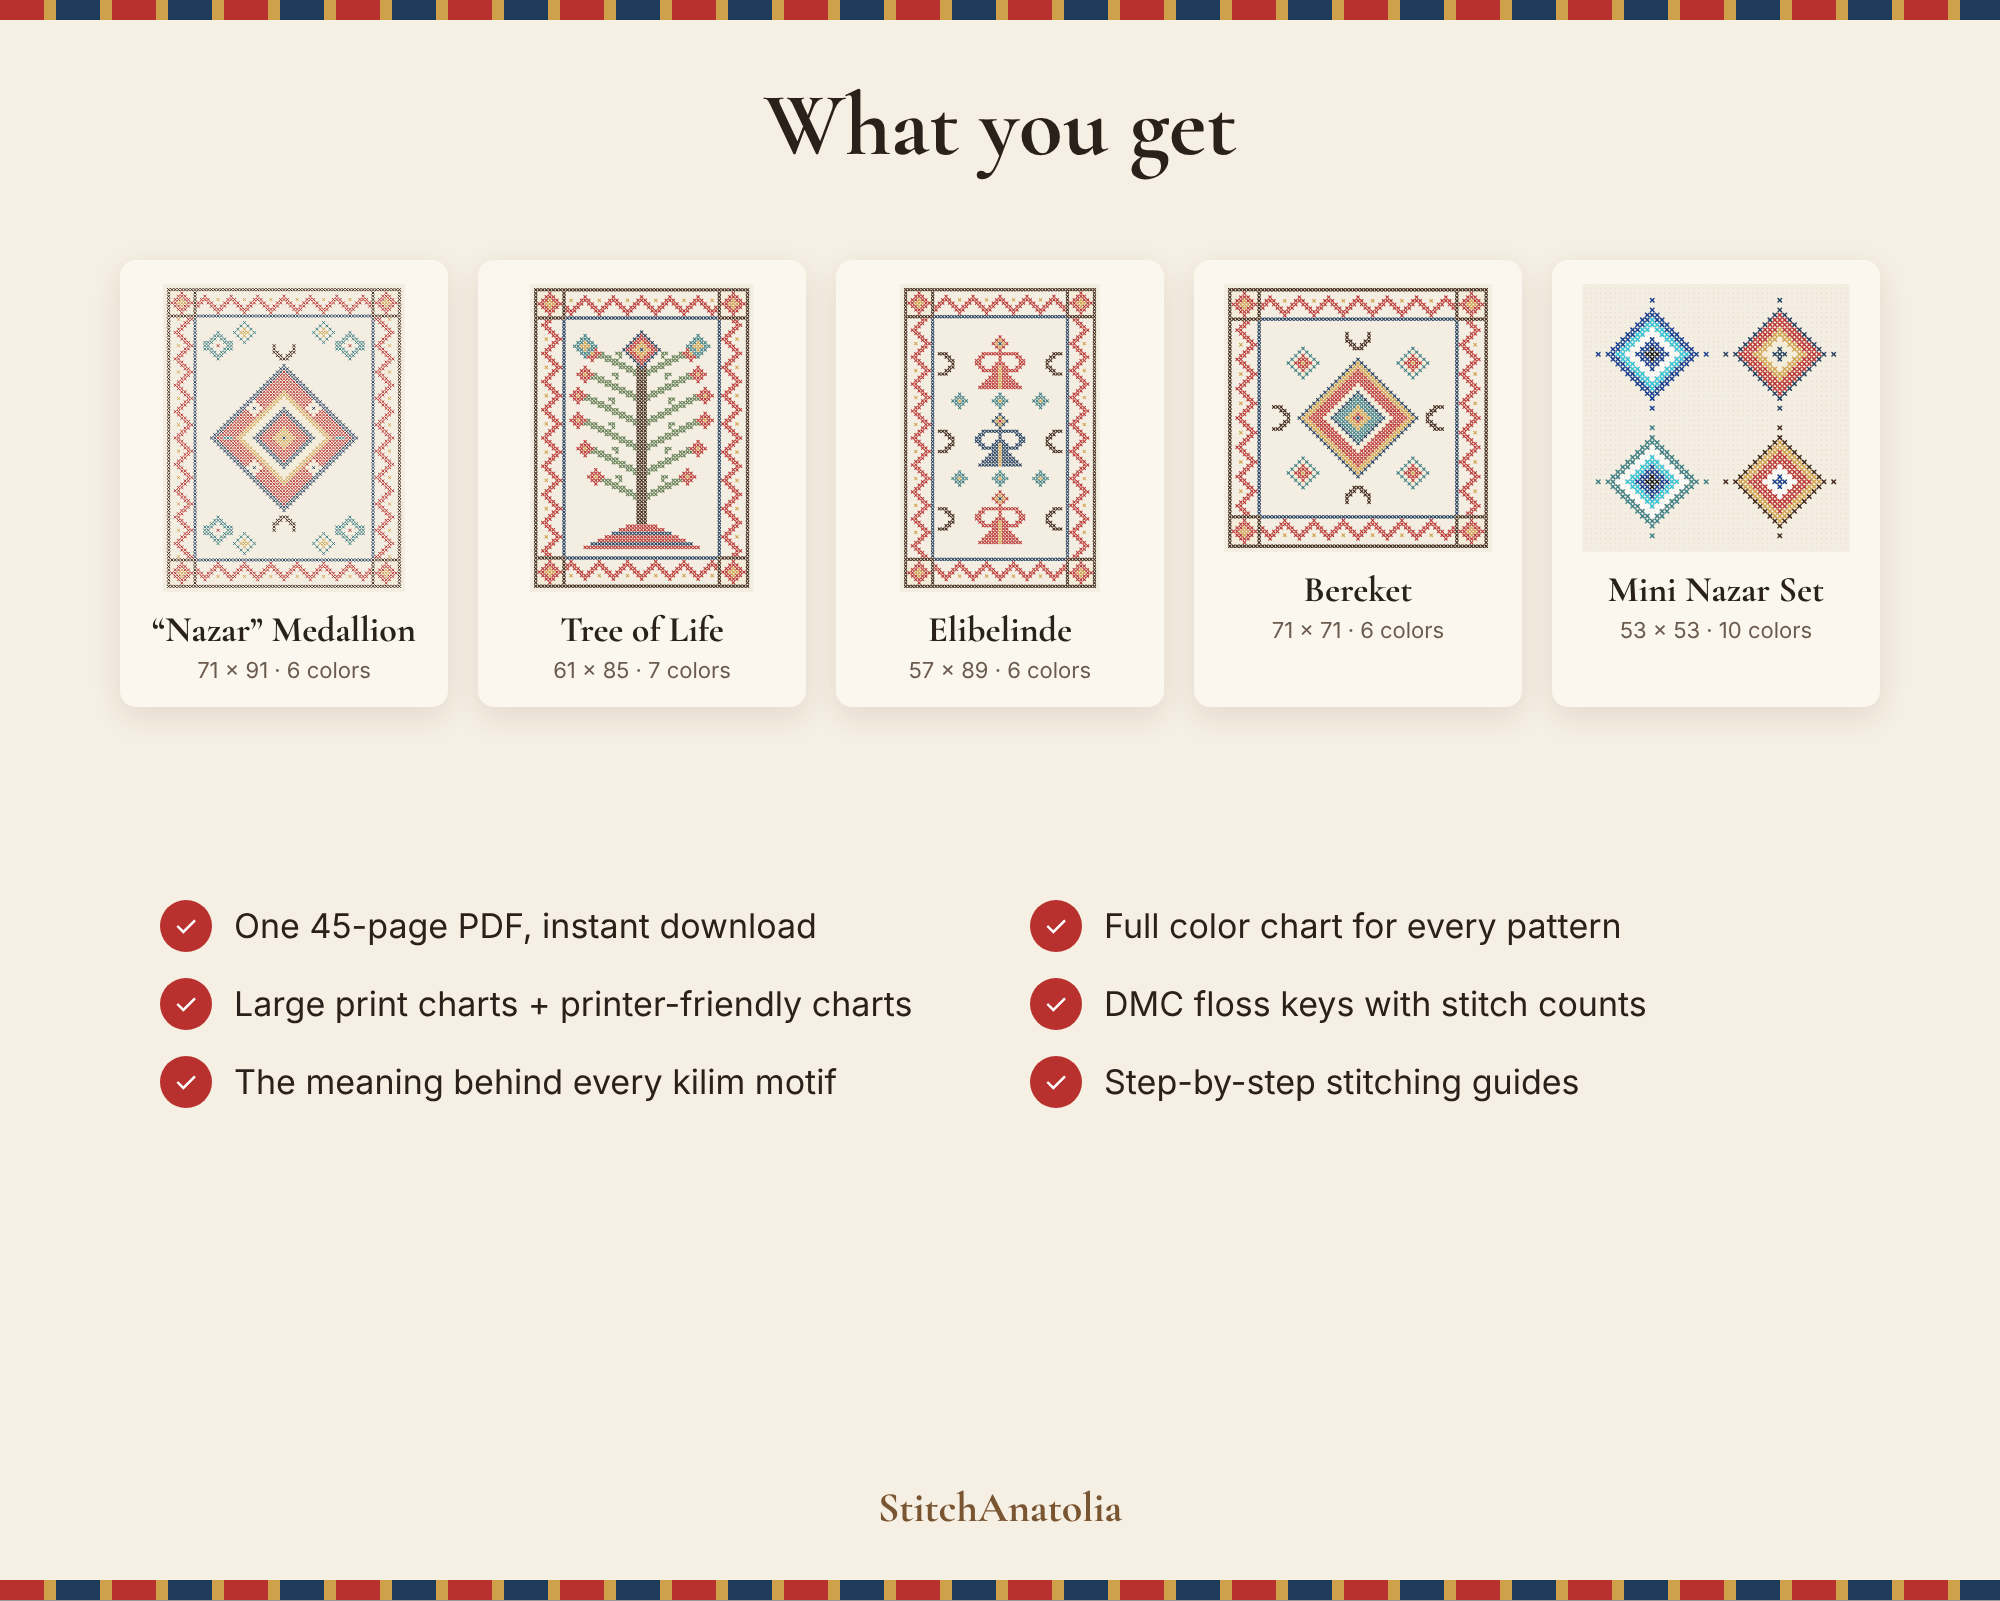 What you get
“Nazar” Medallion
71 × 91 · 6 colors
Tree of Life
61 × 85 · 7 colors
Elibelinde
57 × 89 · 6 colors
Bereket
71 × 71 · 6 colors
Mini Nazar Set
53 × 53 · 10 colors
One 45-page PDF, instant download
Full color chart for every pattern
Large print charts + printer-friendly charts
DMC floss keys with stitch counts
The meaning behind every kilim motif
Step-by-step stitching guides
StitchAnatolia